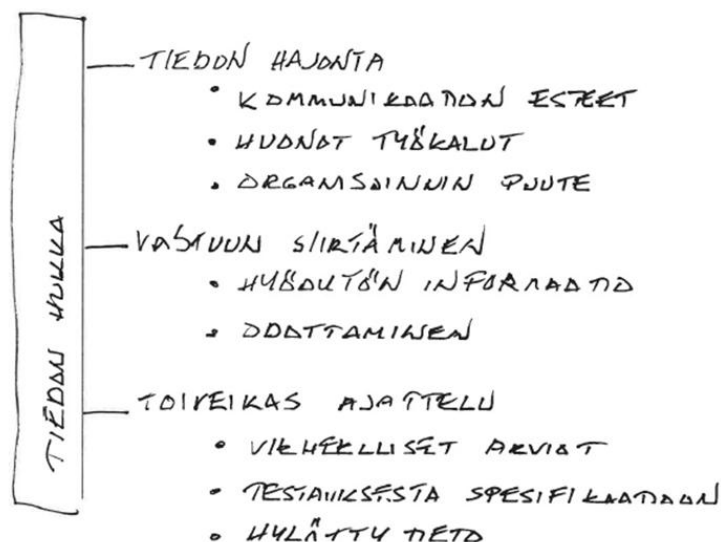 TIEDON HUKKA
TIEDON HAJONTA
• KOMMUNIKAATION ESTEET
• HUONOT TYÖKALUT
• ORGANISOINNIN PUUTE
VASTUUN SIIRTÄMINEN
• HYÖDYTÖN INFORMAATIO
• ODOTTAMINEN
TOIVEIKAS AJATTELU
• VIRHEELLISET ARVIOT
• TESTAUKSESTA SPESIFIKAATIOON
• HYLÄTTY TIETO